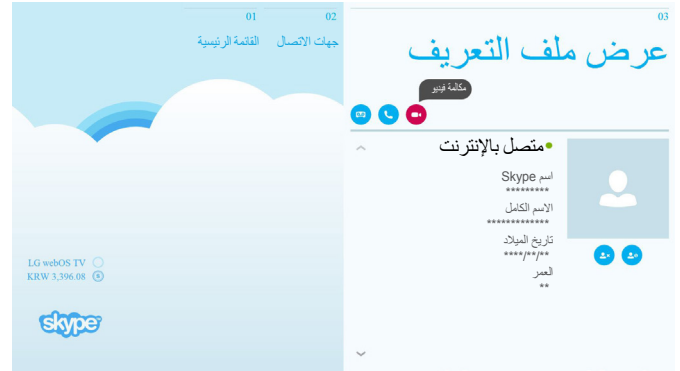 03
02
01
جهات الاتصال
القائمة الرئيسية
عرض ملف التعريف
مكالمة فيديو
متصل بالإنترنت
اسم Skype
*********
الاسم الكامل
*************
تاريخ الميلاد
**/**/****
العمر
**
LG webOS TV
KRW 3,396.08
skype